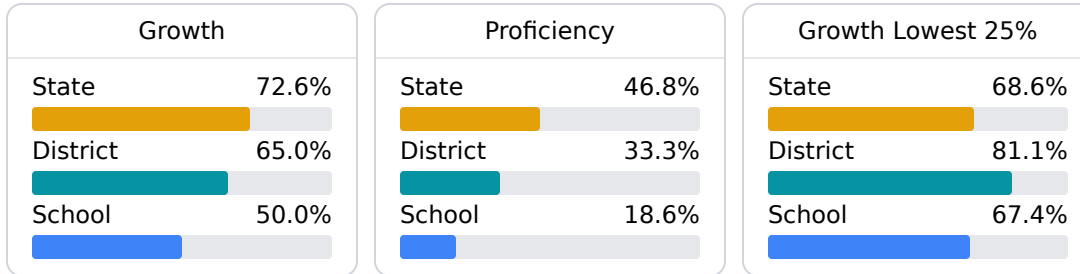 Growth
State 72.6%
District 65.0%
School 50.0%
Proficiency
State 46.8%
District 33.3%
School 18.6%
Growth Lowest 25%
State 68.6%
District 81.1%
School 67.4%